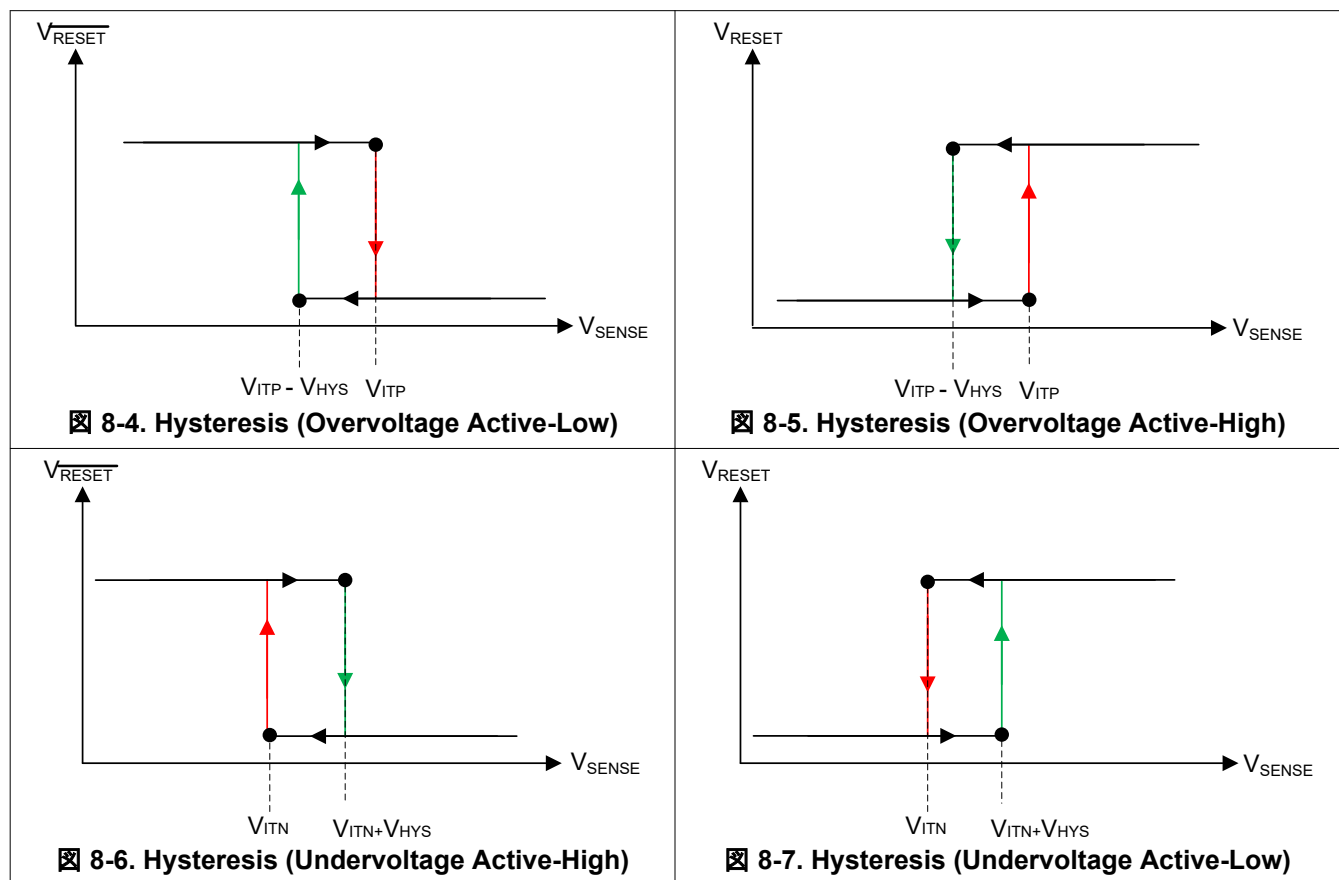 V̅R̅E̅S̅E̅T̅
VSENSE
VITP - VHYS VITP
図 8-4. Hysteresis (Overvoltage Active-Low)
VRESET
VSENSE
VITP - VHYS VITP
図 8-5. Hysteresis (Overvoltage Active-High)
V̅R̅E̅S̅E̅T̅
VSENSE
VITN VITN+VHYS
図 8-6. Hysteresis (Undervoltage Active-High)
VRESET
VSENSE
VITN VITN+VHYS
図 8-7. Hysteresis (Undervoltage Active-Low)